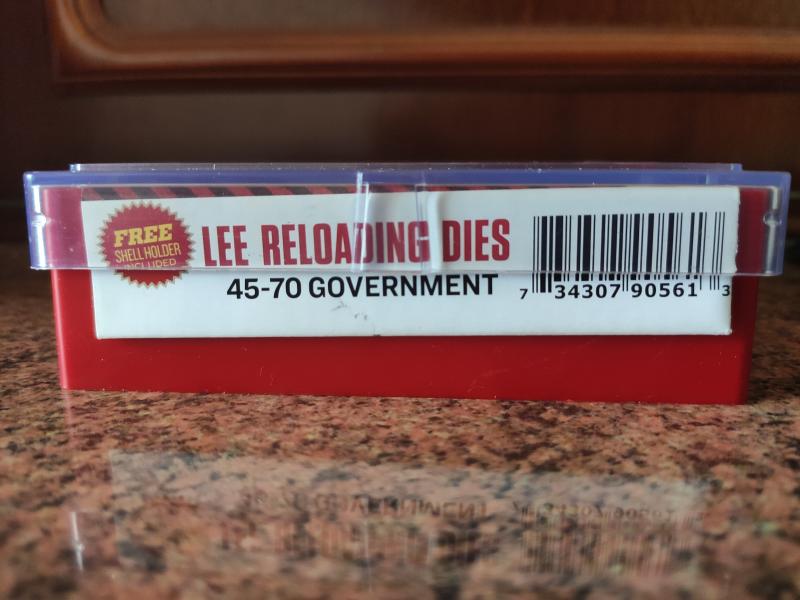 FREE
SHELL HOLDER
INCLUDED
LEE RELOADING DIES
45-70 GOVERNMENT
7 34307 90561 3